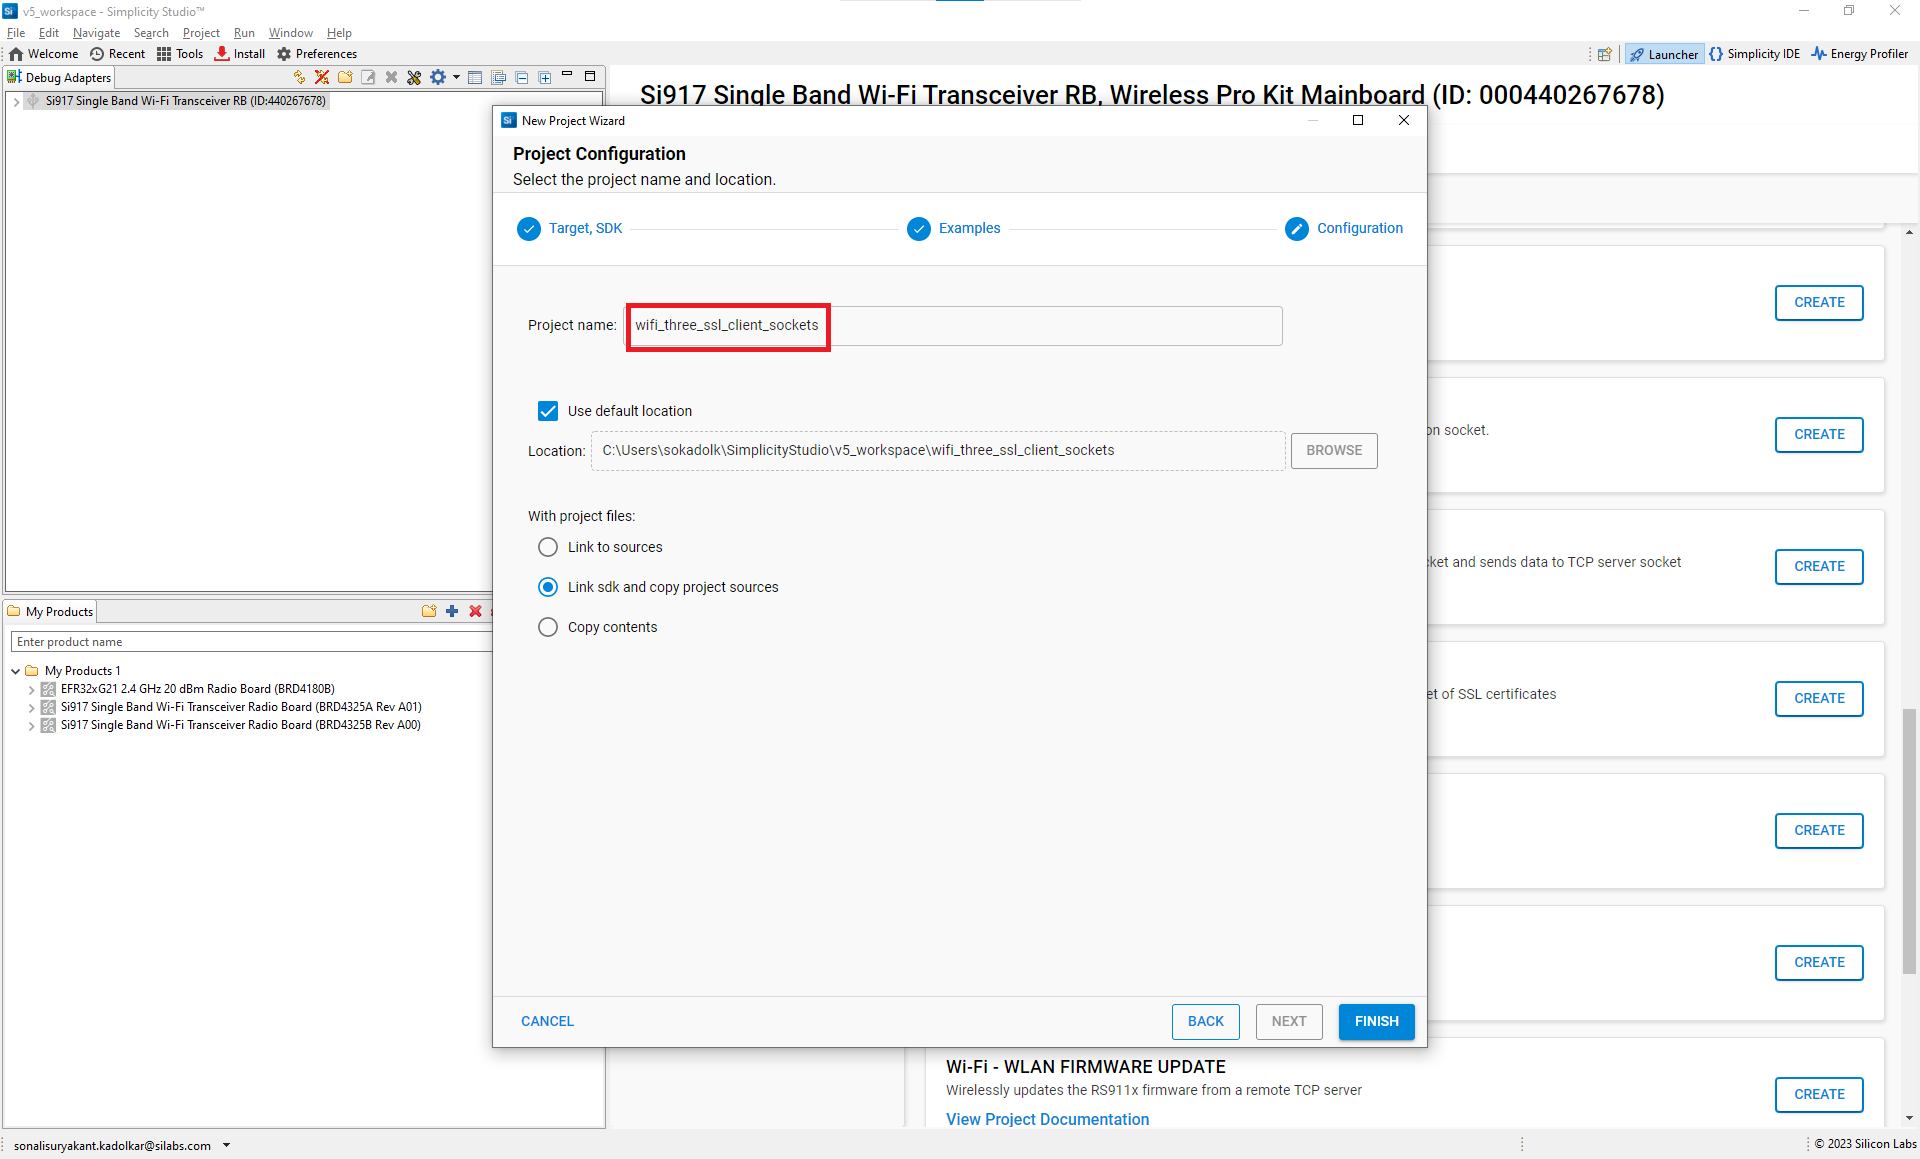 v5_workspace - Simplicity Studio™
File Edit Navigate Search Project Run Window Help
Welcome Recent Tools Install Preferences
Launcher Simplicity IDE Energy Profiler
Debug Adapters
Si917 Single Band Wi-Fi Transceiver RB (ID:440267678)
Si917 Single Band Wi-Fi Transceiver RB, Wireless Pro Kit Mainboard (ID: 000440267678)
New Project Wizard
Project Configuration
Select the project name and location.
Target, SDK
Examples
Configuration
Project name: wifi_three_ssl_client_sockets
Use default location
Location: C:\Users\sokadolk\SimplicityStudio\v5_workspace\wifi_three_ssl_client_sockets
BROWSE
With project files:
Link to sources
Link sdk and copy project sources
Copy contents
CANCEL
BACK
NEXT
FINISH
CREATE
on socket.
CREATE
ket and sends data to TCP server socket
CREATE
et of SSL certificates
CREATE
CREATE
CREATE
Wi-Fi - WLAN FIRMWARE UPDATE
Wirelessly updates the RS911x firmware from a remote TCP server
View Project Documentation
CREATE
My Products
Enter product name
My Products 1
EFR32xG21 2.4 GHz 20 dBm Radio Board (BRD4180B)
Si917 Single Band Wi-Fi Transceiver Radio Board (BRD4325A Rev A01)
Si917 Single Band Wi-Fi Transceiver Radio Board (BRD4325B Rev A00)
sonalisuryakant.kadolkar@silabs.com
© 2023 Silicon Labs